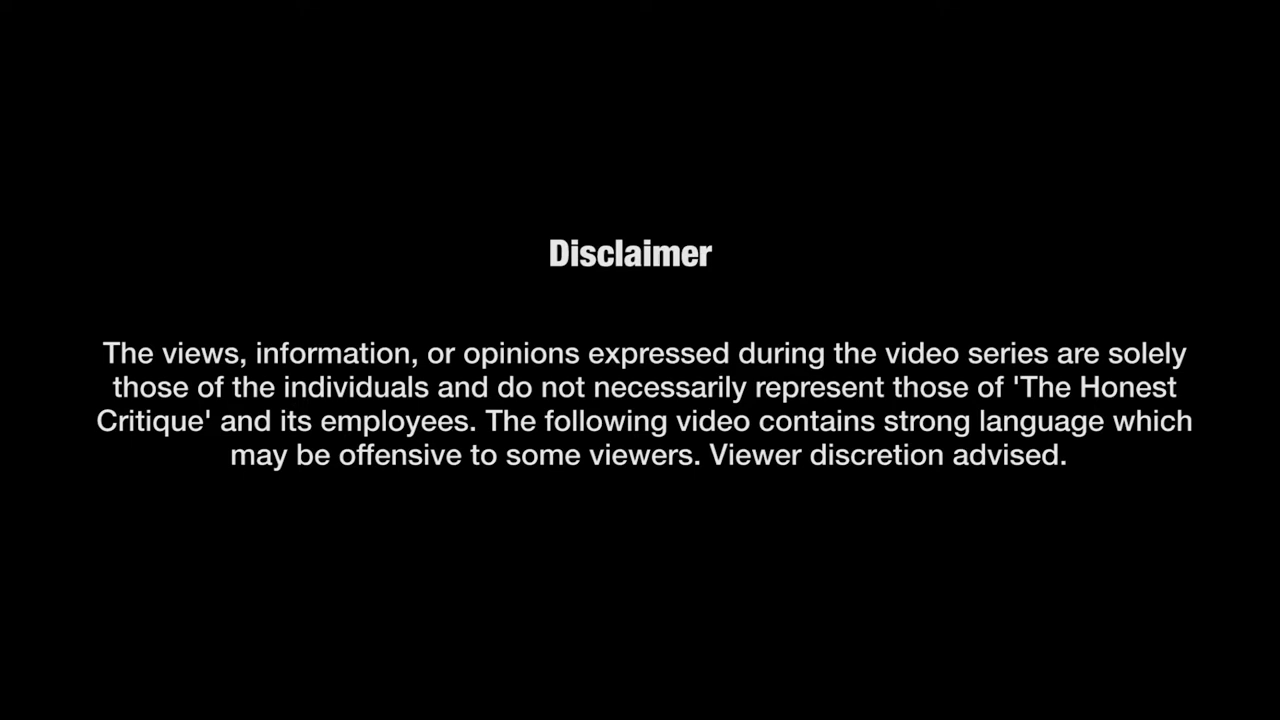 Disclaimer
The views, information, or opinions expressed during the video series are solely
those of the individuals and do not necessarily represent those of 'The Honest
Critique' and its employees. The following video contains strong language which
may be offensive to some viewers. Viewer discretion advised.